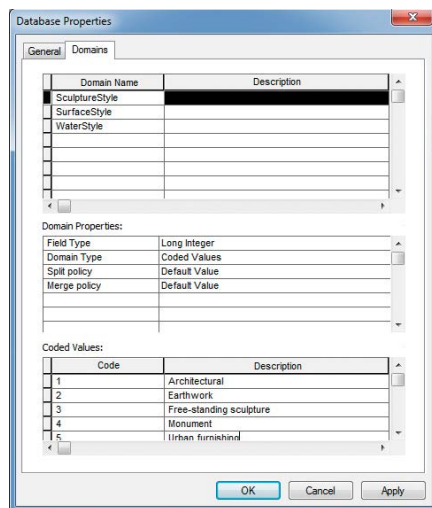 Database Properties
General Domains
Domain Name Description
SculptureStyle
SurfaceStyle
WaterStyle
Domain Properties:
Field Type Long Integer
Domain Type Coded Values
Split policy Default Value
Merge policy Default Value
Coded Values:
Code Description
1 Architectural
2 Earthwork
3 Free-standing sculpture
4 Monument
5 Urban furnishing
OK Cancel Apply